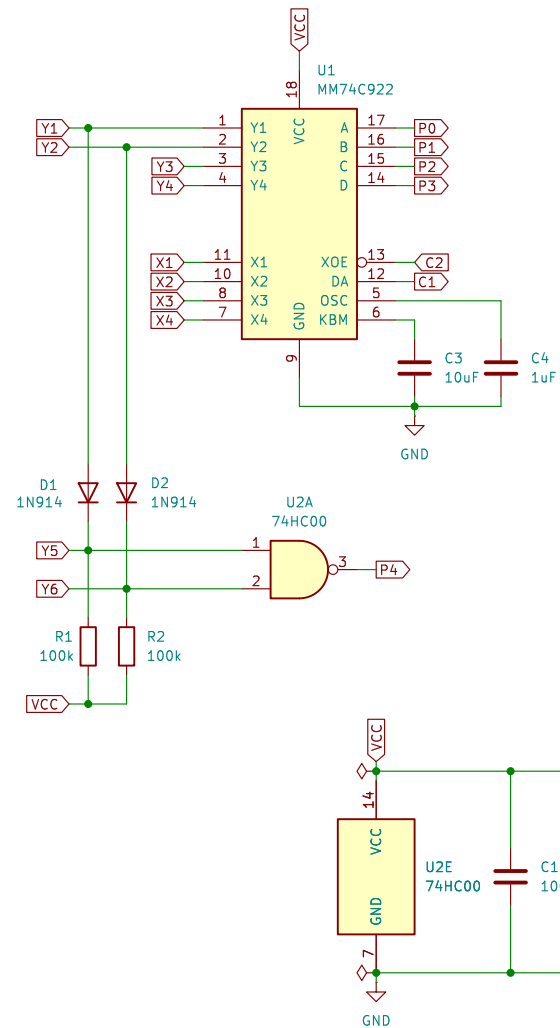 VCC
18
U1
MM74C922
Y1
1
Y1
VCC
A
17
P0
Y2
2
Y2
B
16
P1
Y3
3
Y3
C
15
P2
Y4
4
Y4
D
14
P3
X1
11
X1
XOE
13
C2
X2
10
X2
DA
12
C1
X3
8
X3
OSC
5
X4
7
X4
GND
KBM
6
9
C3
10uF
C4
1uF
GND
D1
1N914
D2
1N914
U2A
74HC00
Y5
1
3
P4
Y6
2
R1
100k
R2
100k
VCC
VCC
14
VCC
U2E
74HC00
GND
7
C1
10
GND